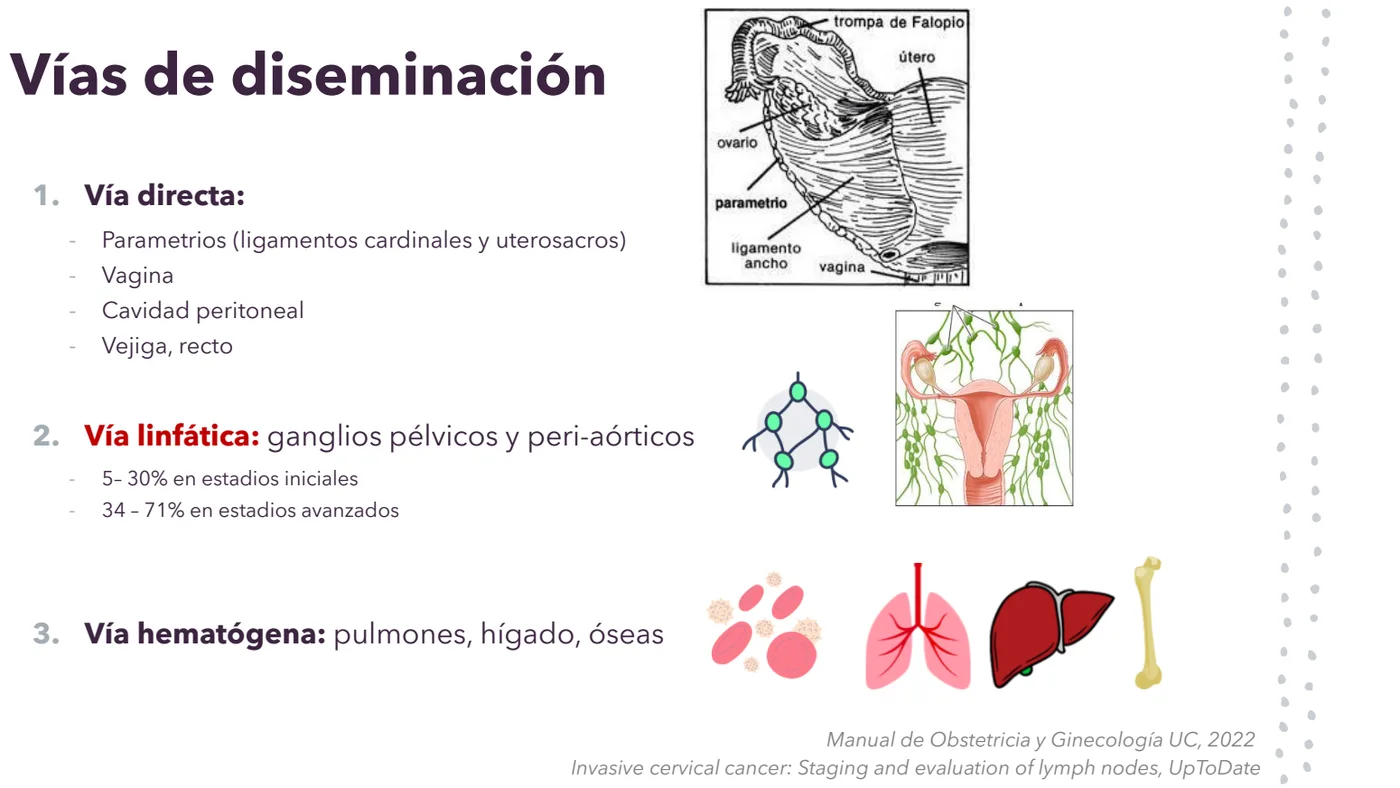 Vías de diseminación
1. Vía directa:
- Parametrios (ligamentos cardinales y uterosacros)
- Vagina
- Cavidad peritoneal
- Vejiga, recto
2. Vía linfática: ganglios pélvicos y peri-aórticos
- 5– 30% en estadios iniciales
- 34 – 71% en estadios avanzados
3. Vía hematógena: pulmones, hígado, óseas
trompa de Falopio
útero
ovario
parametrio
ligamento
ancho
vagina
Manual de Obstetricia y Ginecología UC, 2022
Invasive cervical cancer: Staging and evaluation of lymph nodes, UpToDate